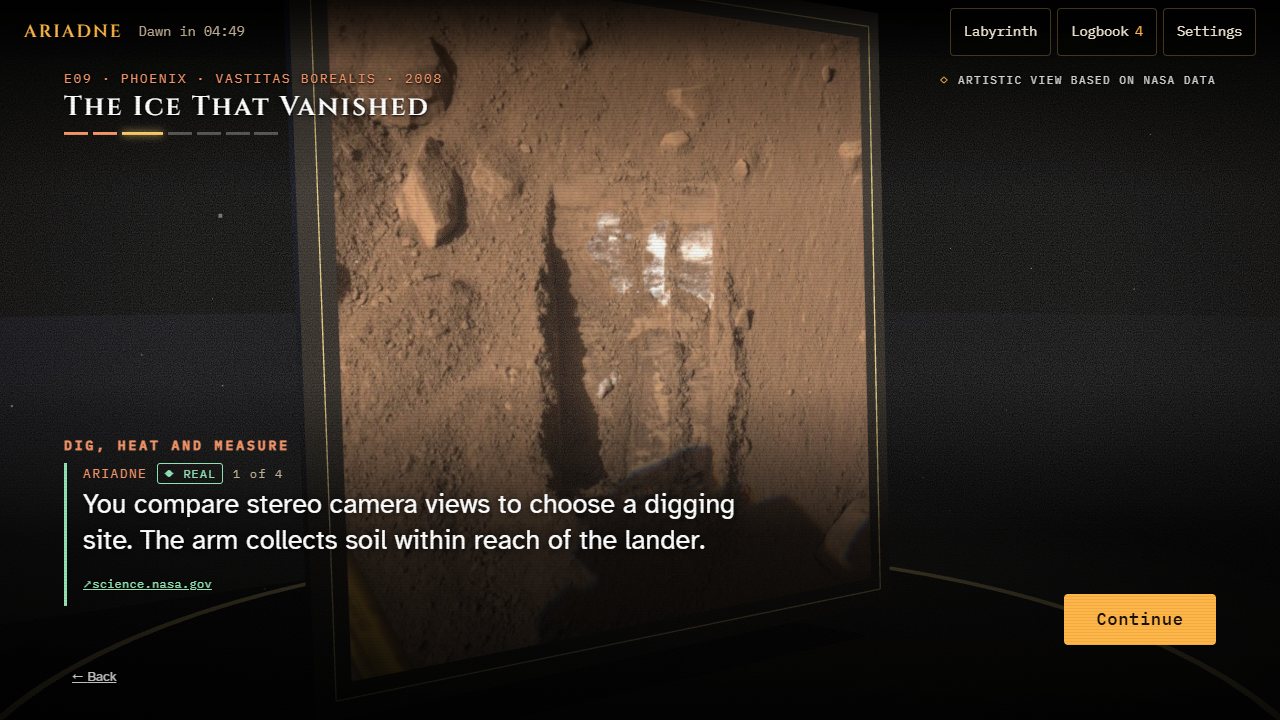 ARIADNE Dawn in 04:49 Labyrinth Logbook 4 Settings
E09 · PHOENIX · VASTITAS BOREALIS · 2008
◇ ARTISTIC VIEW BASED ON NASA DATA
The Ice That Vanished
DIG, HEAT AND MEASURE
ARIADNE ◆ REAL 1 of 4
You compare stereo camera views to choose a digging
site. The arm collects soil within reach of the lander.
↗science.nasa.gov
Continue
← Back